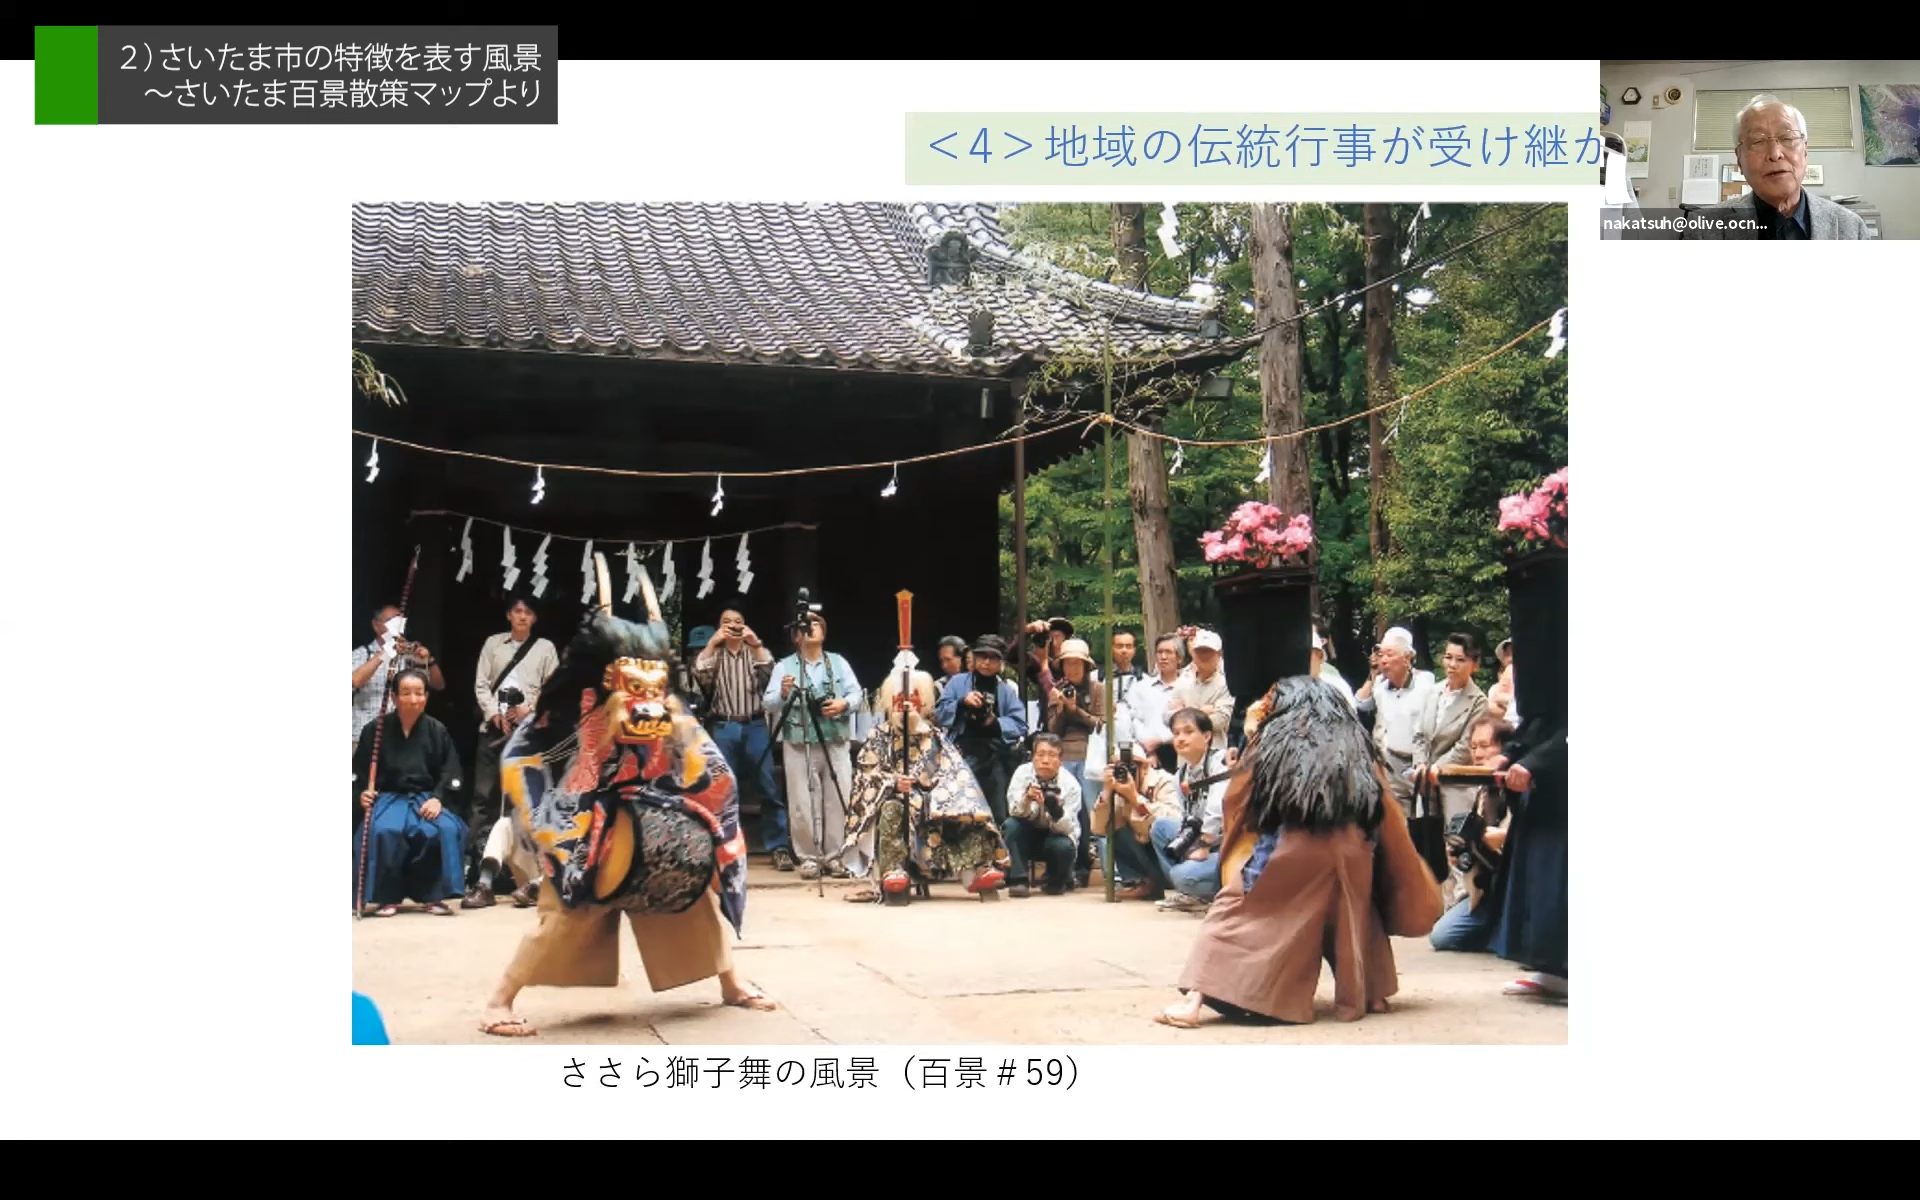 2）さいたま市の特徴を表す風景
～さいたま百景散策マップより
＜4＞地域の伝統行事が受け継が
nakatsuh@olive.ocn...
ささら獅子舞の風景（百景＃59）